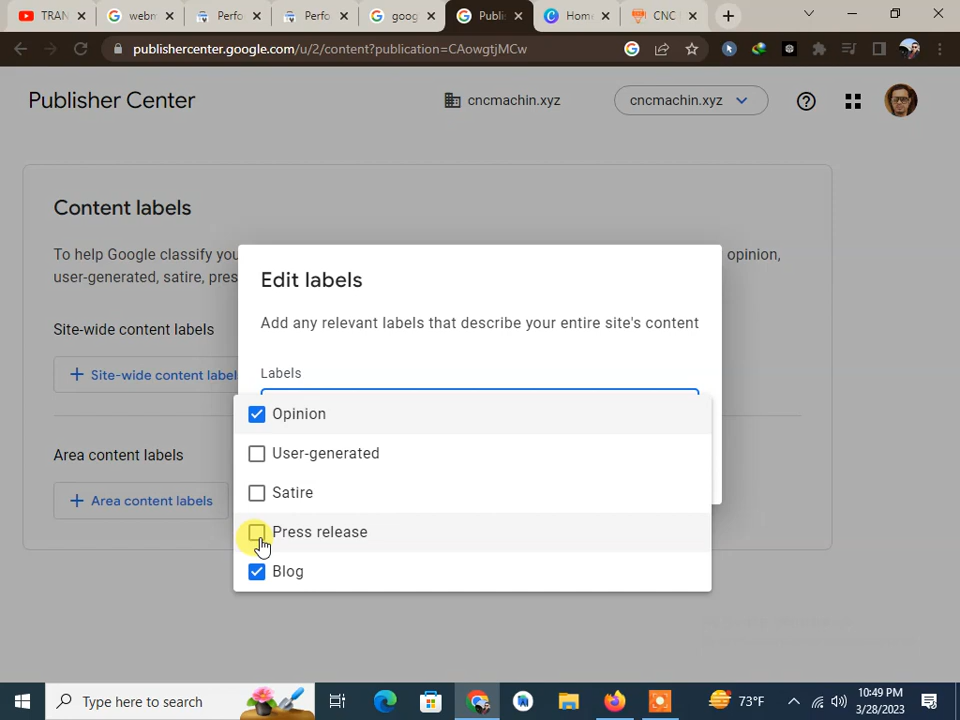 TRAN
webm
Perfo
Perfo
goog
Publi
Home
CNC
publishercenter.google.com/u/2/content?publication=CAowgtjMCw
Publisher Center
cncmachin.xyz
cncmachin.xyz
Content labels
To help Google classify you
opinion,
user-generated, satire, pres
Site-wide content labels
+ Site-wide content label
Area content labels
+ Area content labels
Edit labels
Add any relevant labels that describe your entire site's content
Labels
Opinion
User-generated
Satire
Press release
Blog
Type here to search
73°F
10:49 PM
3/28/2023